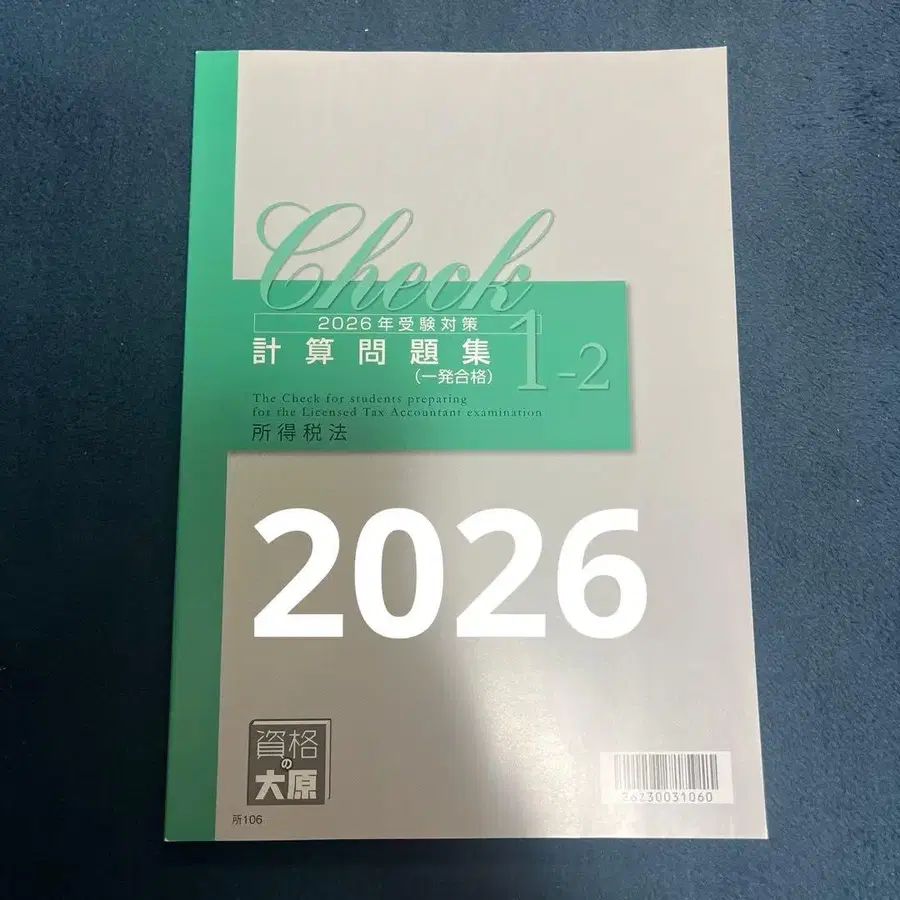 Check
2026年受験対策
計算問題集
(一発合格)
1-2
The Check for students preparing
for the Licensed Tax Accountant examination
所得税法
2026
資格
の
大原
26230031060
所106